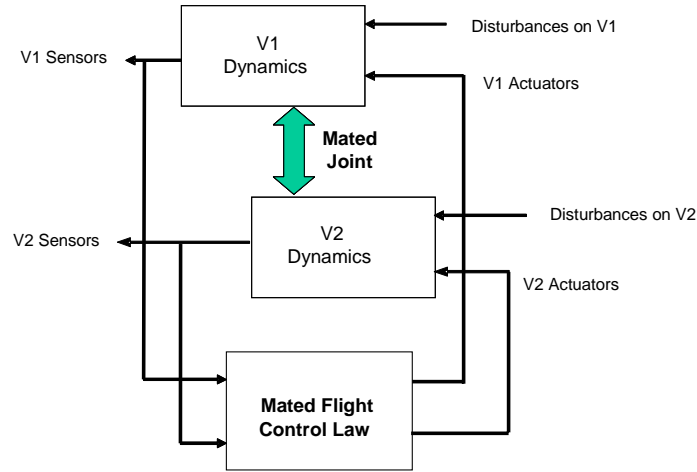 Disturbances on V1
V1
Dynamics
V1 Sensors
V1 Actuators
Mated
Joint
Disturbances on V2
V2
Dynamics
V2 Sensors
V2 Actuators
Mated Flight
Control Law